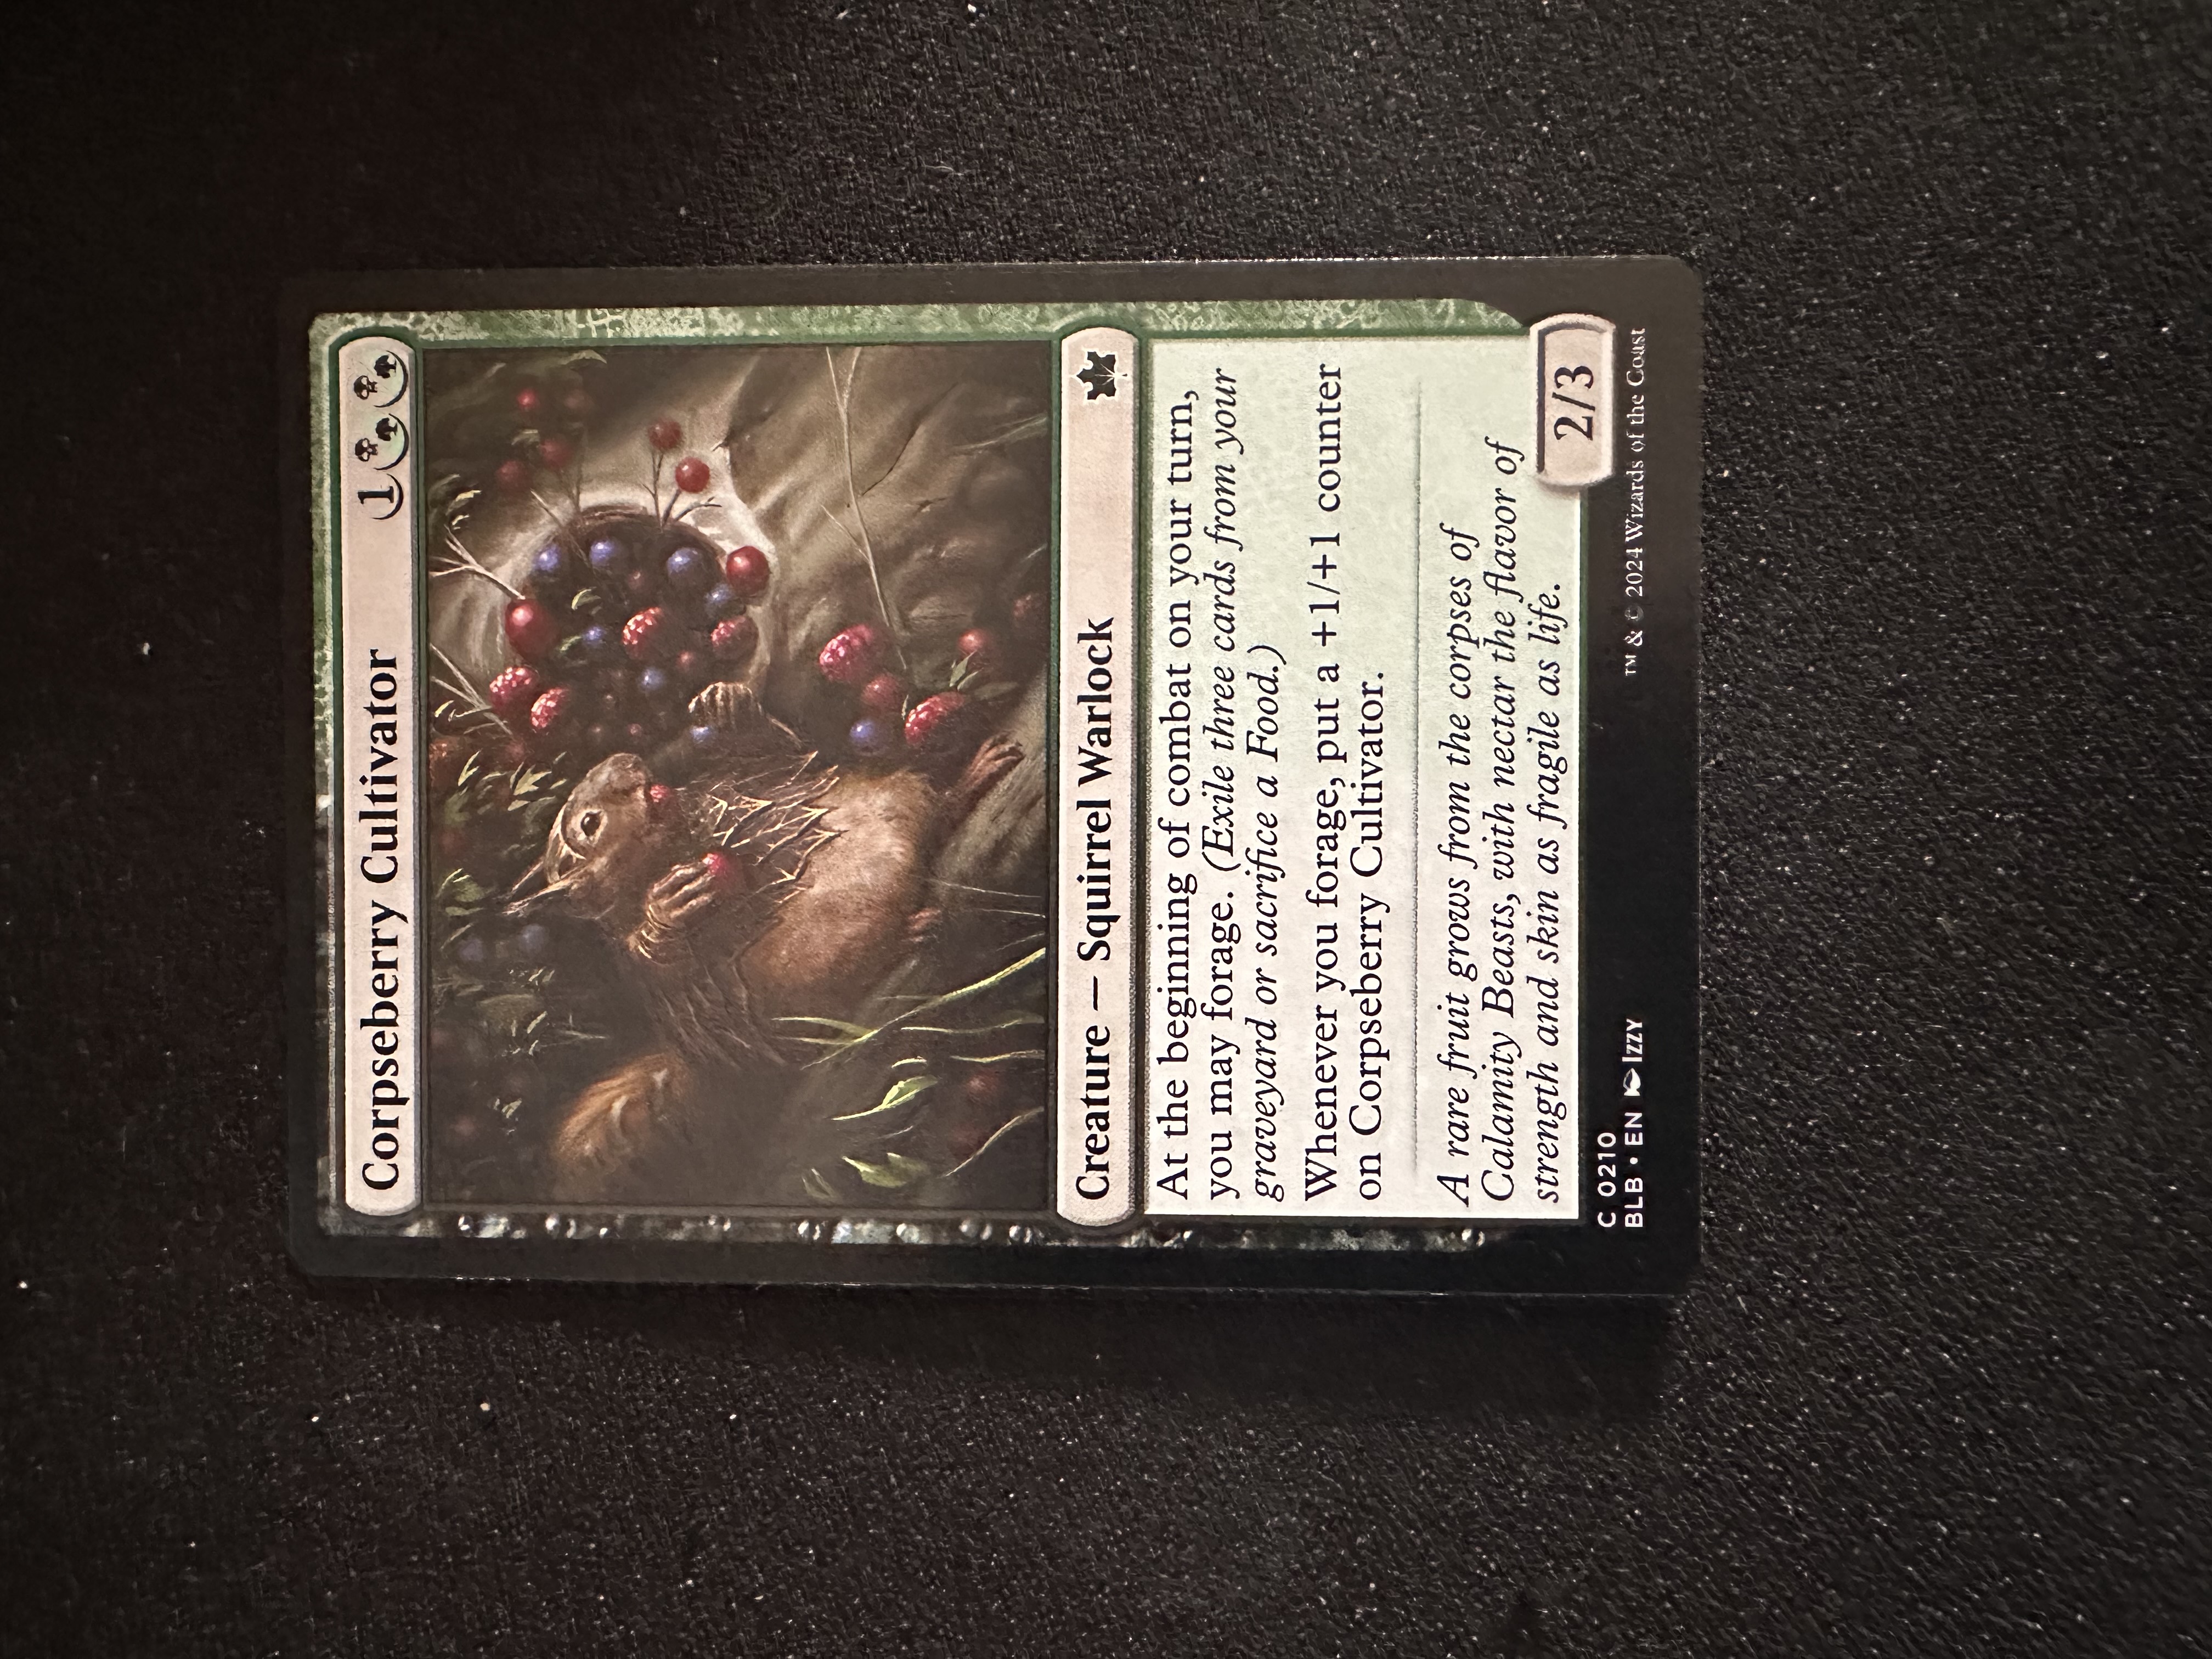 Corpseberry Cultivator 1
Creature — Squirrel Warlock
At the beginning of combat on your turn,
you may forage. (Exile three cards from your
graveyard or sacrifice a Food.)
Whenever you forage, put a +1/+1 counter
on Corpseberry Cultivator.
A rare fruit grows from the corpses of
Calamity Beasts, with nectar the flavor of
strength and skin as fragile as life.
2/3
C 0210
BLB • EN Izzy
™ & © 2024 Wizards of the Coast